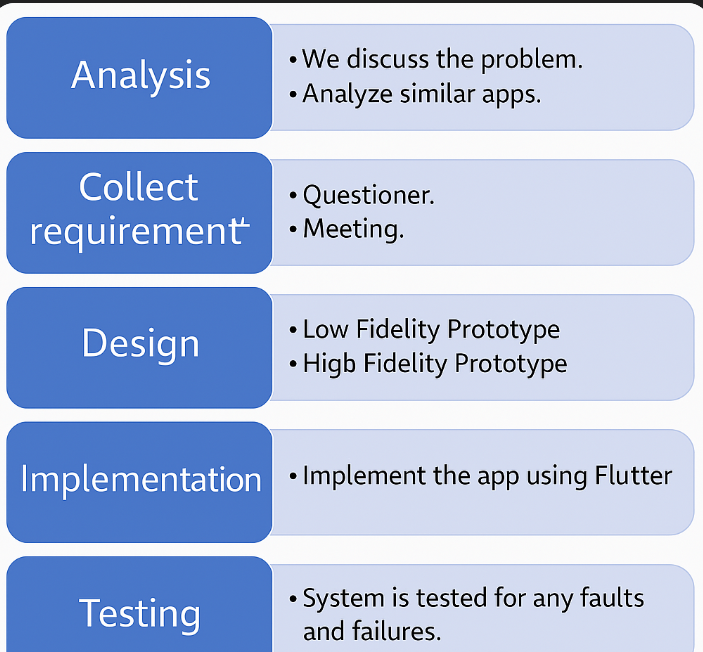 Analysis
• We discuss the problem.
• Analyze similar apps.
Collect
requirement
• Questioner.
• Meeting.
Design
• Low Fidelity Prototype
• Higb Fidelity Prototype
Implementation
• Implement the app using Flutter
Testing
• System is tested for any faults
and failures.